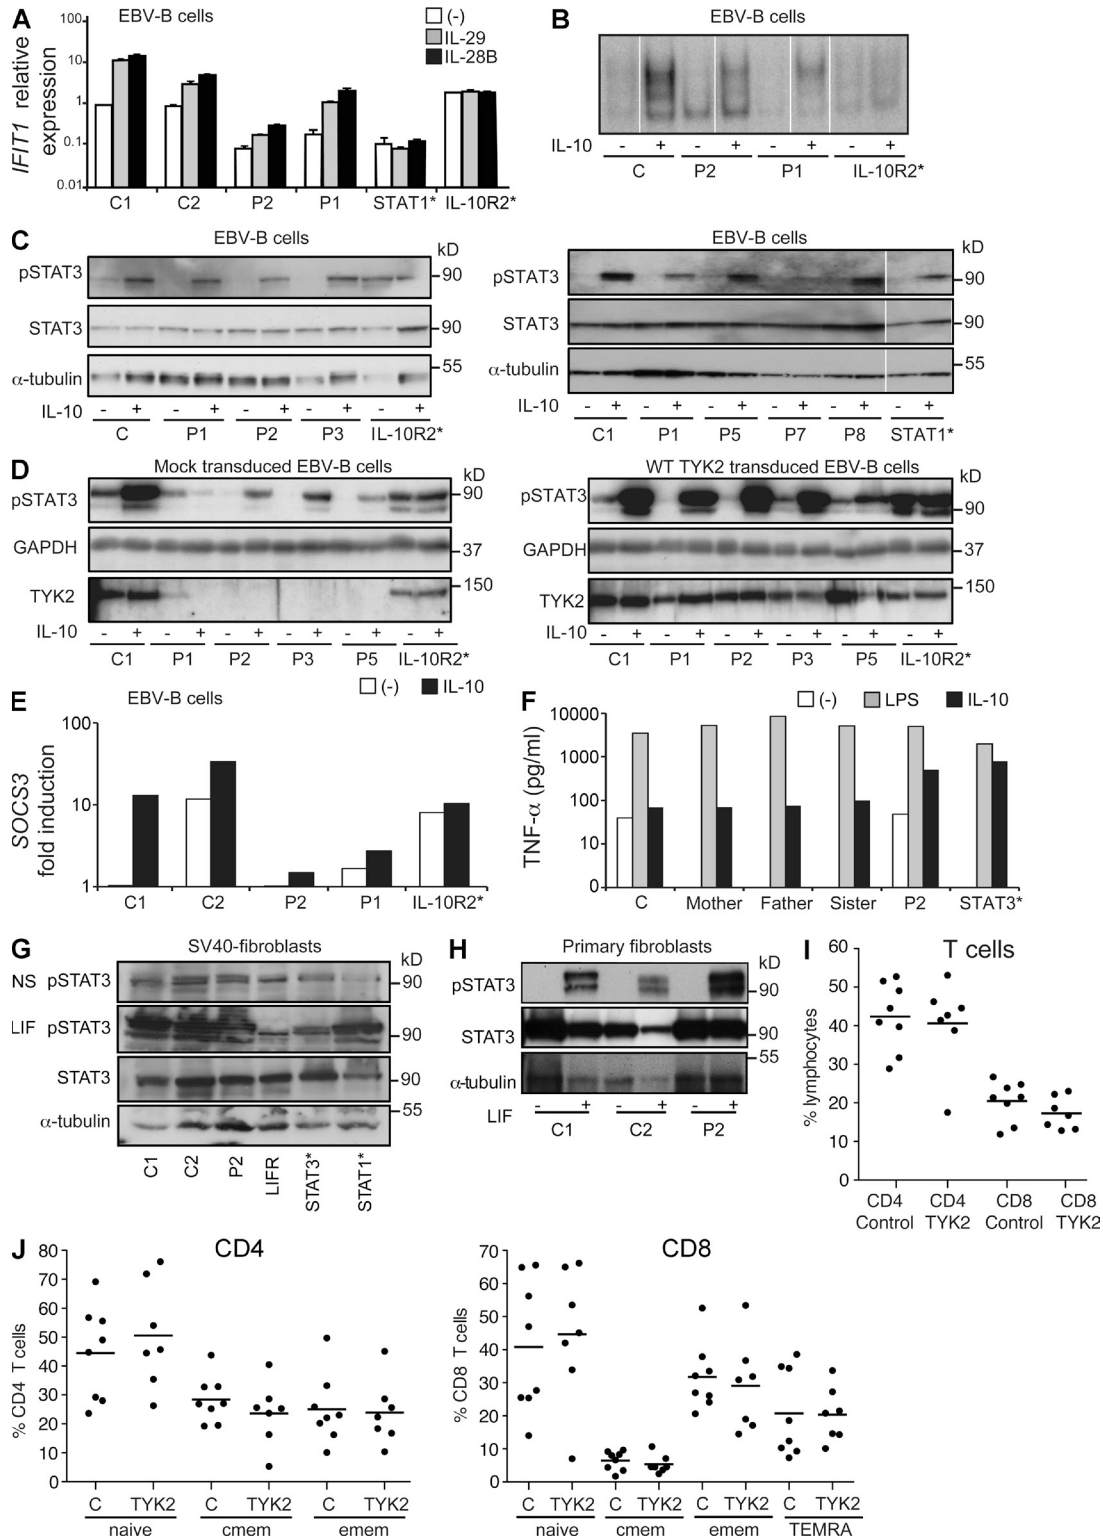 A
EBV-B cells
(-)
IL-29
IL-28B
IFIT1 relative
expression
100
10
1
0.1
0.01
C1 C2 P2 P1 STAT1* IL-10R2*
B
EBV-B cells
IL-10 - + - + - + - +
C P2 P1 IL-10R2*
C
EBV-B cells
kD
pSTAT3
90
STAT3
90
α-tubulin
55
IL-10 - + - + - + - + - +
C P1 P2 P3 IL-10R2*
EBV-B cells
kD
pSTAT3
90
STAT3
90
α-tubulin
55
IL-10 - + - + - + - + - + - +
C1 P1 P5 P7 P8 STAT1*
D
Mock transduced EBV-B cells
kD
pSTAT3
90
GAPDH
37
TYK2
150
IL-10 - + - + - + - + - + - +
C1 P1 P2 P3 P5 IL-10R2*
WT TYK2 transduced EBV-B cells
kD
pSTAT3
90
GAPDH
37
TYK2
150
IL-10 - + - + - + - + - + - +
C1 P1 P2 P3 P5 IL-10R2*
E
EBV-B cells
(-) IL-10
SOCS3
fold induction
100
10
1
C1 C2 P2 P1 IL-10R2*
F
(-) LPS IL-10
TNF-α (pg/ml)
10000
1000
100
10
0
C Mother Father Sister P2 STAT3*
G
SV40-fibroblasts
kD
NS pSTAT3
90
LIF pSTAT3
STAT3
90
α-tubulin
55
C1 C2 P2 LIFR STAT3* STAT1*
H
Primary fibroblasts
kD
pSTAT3
90
STAT3
90
α-tubulin
55
LIF - + - + - +
C1 C2 P2
I
T cells
% lymphocytes
60
50
40
30
20
10
0
CD4 CD4 CD8 CD8
Control TYK2 Control TYK2
J
CD4
% CD4 T cells
80
70
60
50
40
30
20
10
0
C TYK2 C TYK2 C TYK2
naive cmem emem
CD8
% CD8 T cells
70
60
50
40
30
20
10
0
C TYK2 C TYK2 C TYK2 C TYK2
naive cmem emem TEMRA